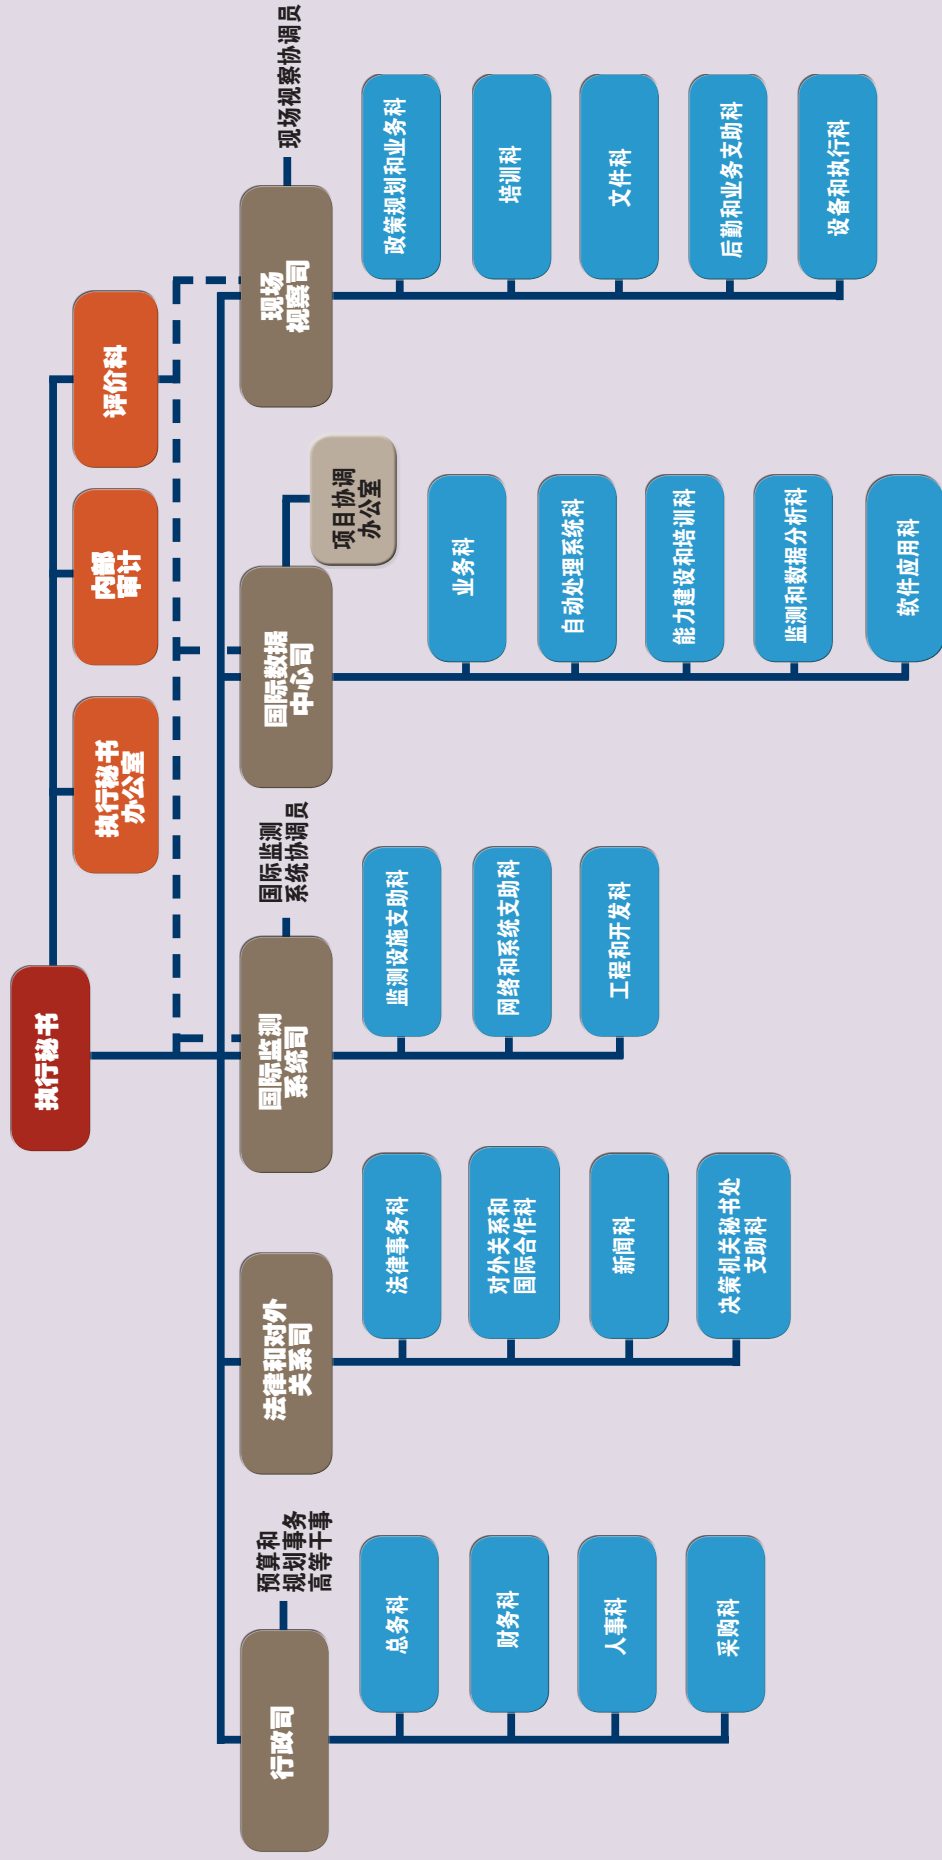 执行秘书
执行秘书
办公室
内部
审计
评价科
行政司
预算和
规划事务
高等干事
法律和对外
关系司
国际监测
系统司
国际监测
系统协调员
国际数据
中心司
项目协调
办公室
现场
视察司
现场视察协调员
总务科
财务科
人事科
采购科
法律事务科
对外关系和
国际合作科
新闻科
决策机关秘书处
支助科
监测设施支助科
网络和系统支助科
工程和开发科
业务科
自动处理系统科
能力建设和培训科
监测和数据分析科
软件应用科
政策规划和业务科
培训科
文件科
后勤和业务支助科
设备和执行科